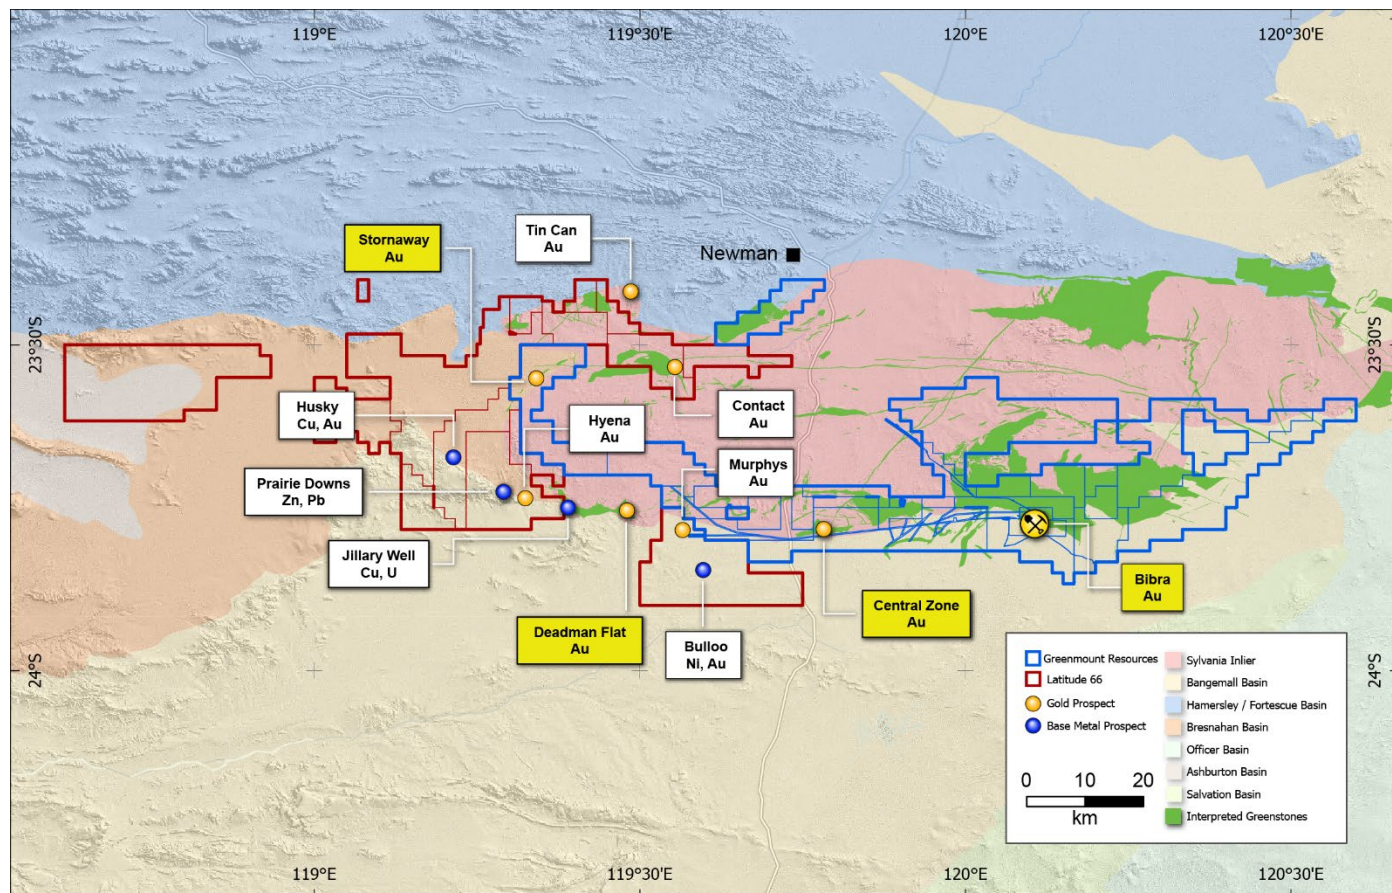 119°E
119°30'E
120°E
120°30'E
Stornaway
Au
Tin Can
Au
Newman
23°30'S
23°30'S
Husky
Cu, Au
Hyena
Au
Contact
Au
Murphys
Au
Prairie Downs
Zn, Pb
Jillary Well
Cu, U
Deadman Flat
Au
Bulloo
Ni, Au
Central Zone
Au
Bibra
Au
24°S
24°S
Greenmount Resources
Latitude 66
Gold Prospect
Base Metal Prospect
0 10 20
km
Sylvania Inlier
Bangemall Basin
Hamersley / Fortescue Basin
Bresnahan Basin
Officer Basin
Ashburton Basin
Salvation Basin
Interpreted Greenstones
119°E
119°30'E
120°E
120°30'E